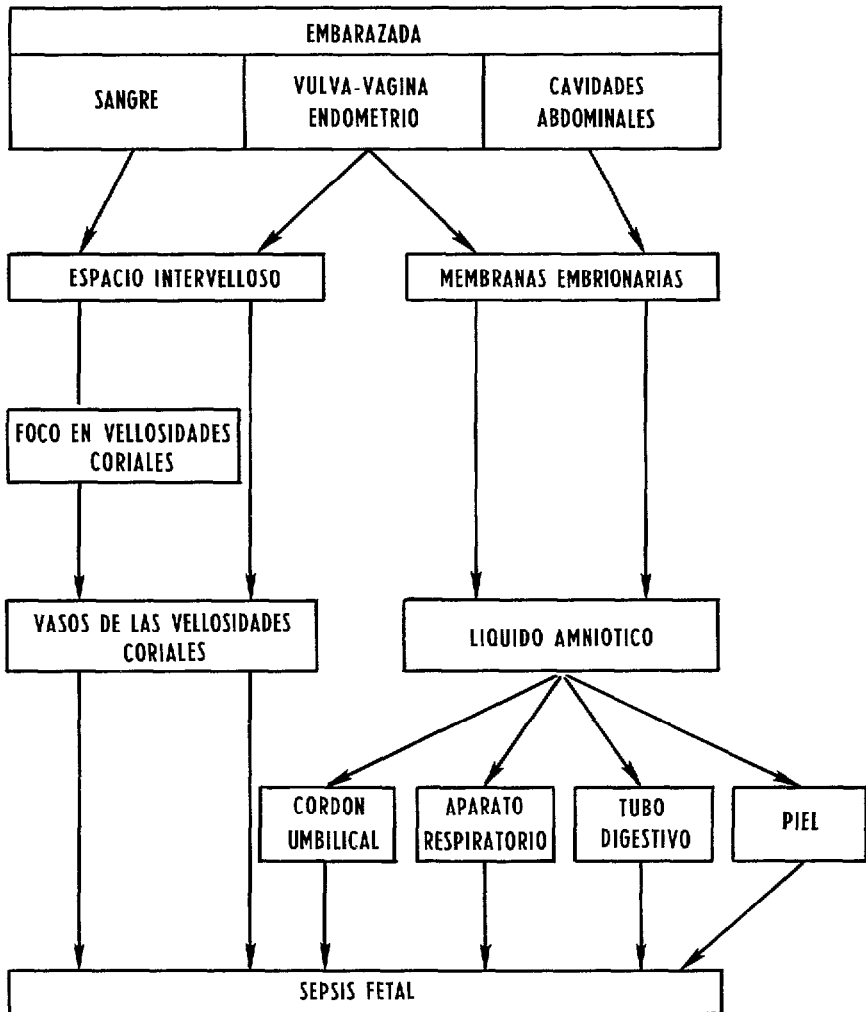 EMBARAZADA
SANGRE
VULVA-VAGINA
ENDOMETRIO
CAVIDADES
ABDOMINALES
ESPACIO INTERVELLOSO
MEMBRANAS EMBRIONARIAS
FOCO EN VELLOSIDADES
CORIALES
VASOS DE LAS VELLOSIDADES
CORIALES
LIQUIDO AMNIOTICO
CORDON
UMBILICAL
APARATO
RESPIRATORIO
TUBO
DIGESTIVO
PIEL
SEPSIS FETAL